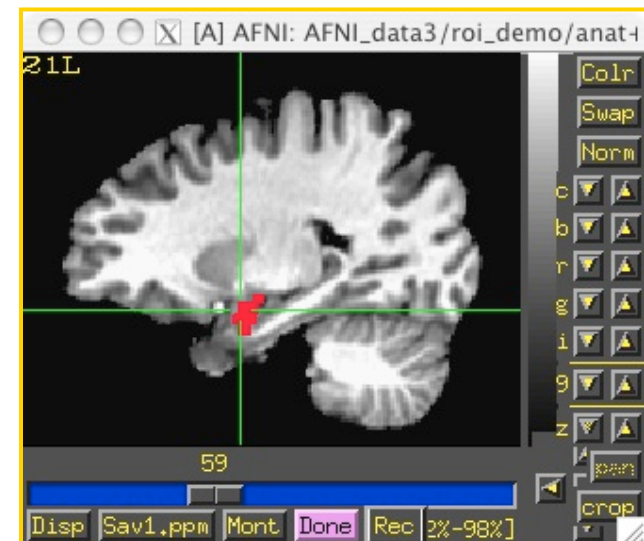 X [A] AFNI: AFNI_data3/roi_demo/anat+
21L
Colr
Swap
Norm
c
b
r
g
i
9
z
pan
crop
59
Disp Sav1.ppm Mont Done Rec 2%-98%]